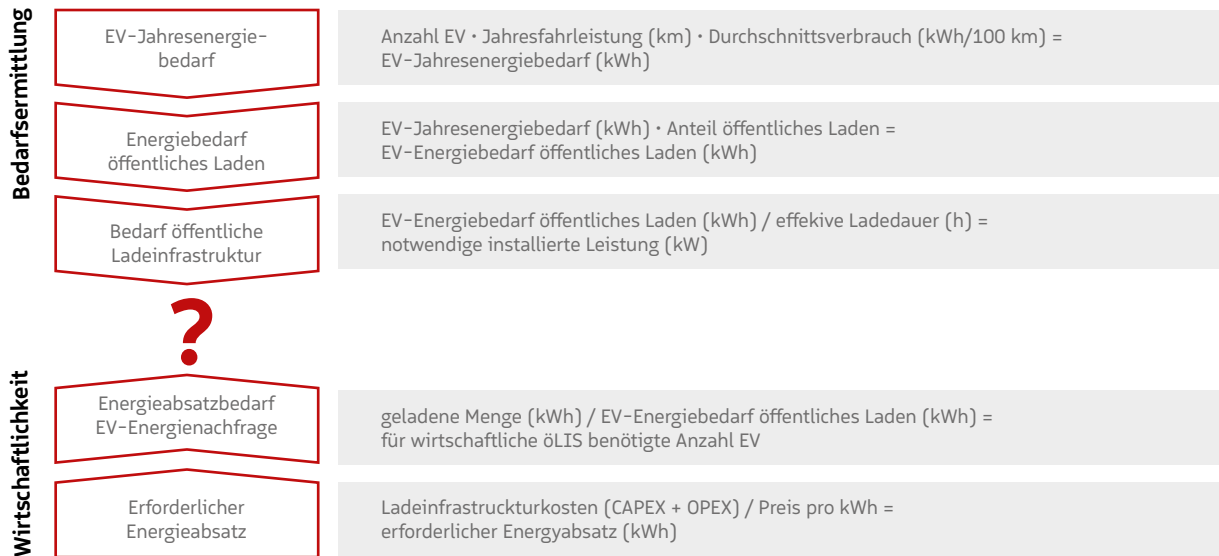 Bedarfsermittlung
EV-Jahresenergie-
bedarf
Anzahl EV · Jahresfahrleistung (km) · Durchschnittsverbrauch (kWh/100 km) =
EV-Jahresenergiebedarf (kWh)
Energiebedarf
öffentliches Laden
EV-Jahresenergiebedarf (kWh) · Anteil öffentliches Laden =
EV-Energiebedarf öffentliches Laden (kWh)
Bedarf öffentliche
Ladeinfrastruktur
EV-Energiebedarf öffentliches Laden (kWh) / effekive Ladedauer (h) =
notwendige installierte Leistung (kW)
?
Wirtschaftlichkeit
Energieabsatzbedarf
EV-Energienachfrage
geladene Menge (kWh) / EV-Energiebedarf öffentliches Laden (kWh) =
für wirtschaftliche öLIS benötigte Anzahl EV
Erforderlicher
Energieabsatz
Ladeinfrastruckturkosten (CAPEX + OPEX) / Preis pro kWh =
erforderlicher Energyabsatz (kWh)